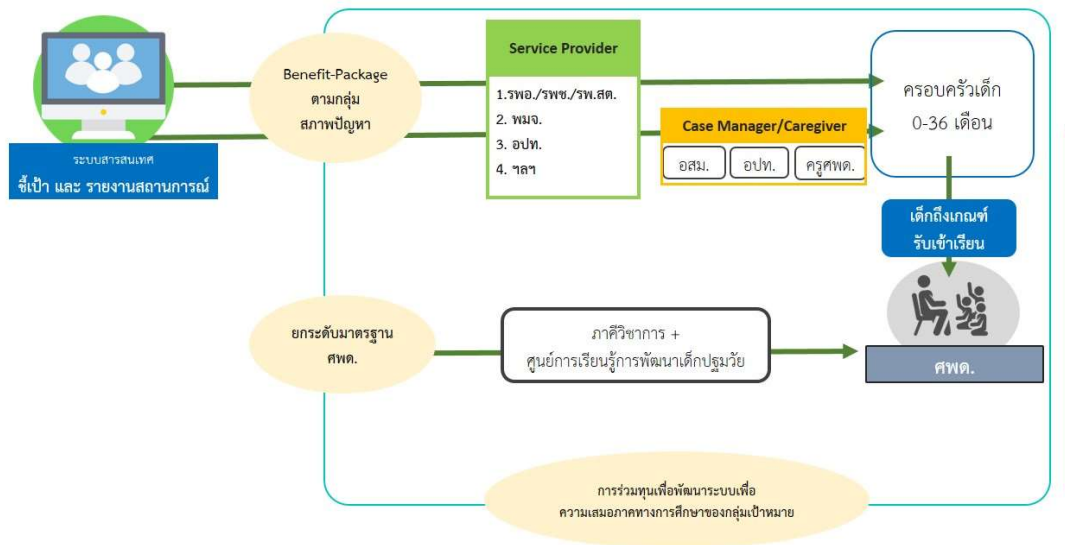 ระบบสารสนเทศ
ชี้เป้า และ รายงานสถานการณ์
Benefit-Package
ตามกลุ่ม
สภาพปัญหา
Service Provider
1.รพอ./รพช./รพ.สต.
2. พมจ.
3. อปท.
4. ฯลฯ
Case Manager/Caregiver
อสม.
อปท.
ครูศพด.
ครอบครัวเด็ก
0-36 เดือน
เด็กถึงเกณฑ์
รับเข้าเรียน
ยกระดับมาตรฐาน
ศพด.
ภาคีวิชาการ +
ศูนย์การเรียนรู้การพัฒนาเด็กปฐมวัย
ศพด.
การร่วมทุนเพื่อพัฒนาระบบเพื่อ
ความเสมอภาคทางการศึกษาของกลุ่มเป้าหมาย